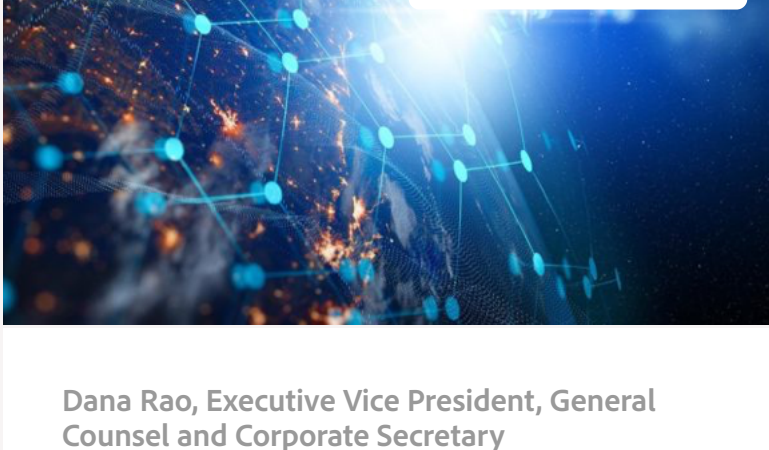 Dana Rao, Executive Vice President, General
Counsel and Corporate Secretary